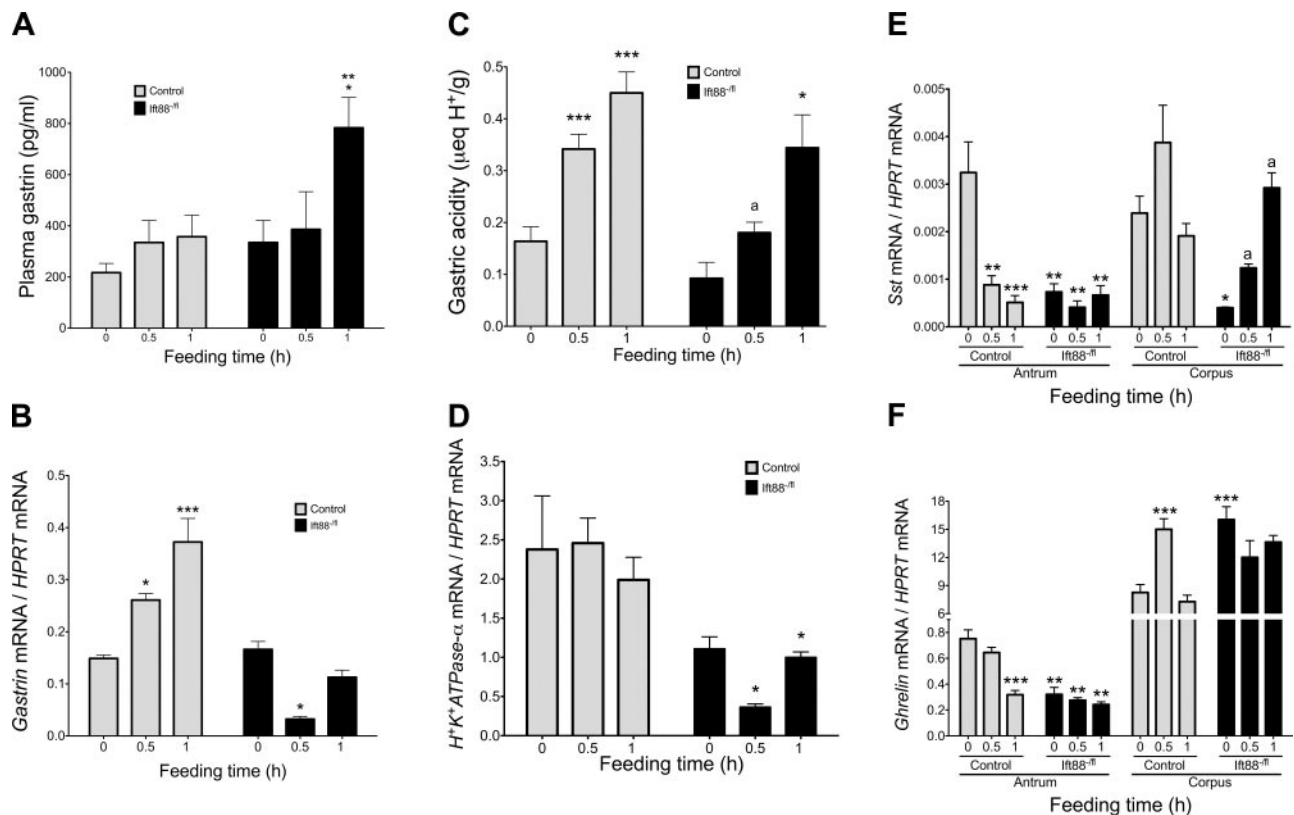 A
Plasma gastrin (pg/ml)
1000
800
600
400
200
0
Control
Ift88-/fl
**
*
0 0.5 1 0 0.5 1
Feeding time (h)
B
Gastrin mRNA / HPRT mRNA
0.5
0.4
0.3
0.2
0.1
0.0
Control
Ift88-/fl
* *** *
0 0.5 1 0 0.5 1
Feeding time (h)
C
Gastric acidity (µeq H+/g)
0.5
0.4
0.3
0.2
0.1
0.0
Control
Ift88-/fl
*** *** a *
0 0.5 1 0 0.5 1
Feeding time (h)
D
H+K+ATPase-α mRNA / HPRT mRNA
3.5
3.0
2.5
2.0
1.5
1.0
0.5
0.0
Control
Ift88-/fl
* *
0 0.5 1 0 0.5 1
Feeding time (h)
E
Sst mRNA / HPRT mRNA
0.005
0.004
0.003
0.002
0.001
0.000
** *** ** ** ** * a a
0 0.5 1 0 0.5 1 0 0.5 1 0 0.5 1
Control Ift88-/fl Control Ift88-/fl
Antrum Corpus
Feeding time (h)
F
Ghrelin mRNA / HPRT mRNA
18
15
12
9
6
0.8
0.6
0.4
0.2
0.0
*** ** ** ** *** ***
0 0.5 1 0 0.5 1 0 0.5 1 0 0.5 1
Control Ift88-/fl Control Ift88-/fl
Antrum Corpus
Feeding time (h)